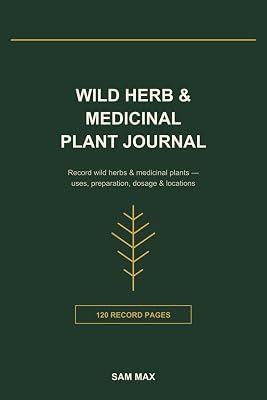 WILD HERB &
MEDICINAL
PLANT JOURNAL
Record wild herbs & medicinal plants —
uses, preparation, dosage & locations
120 RECORD PAGES
SAM MAX